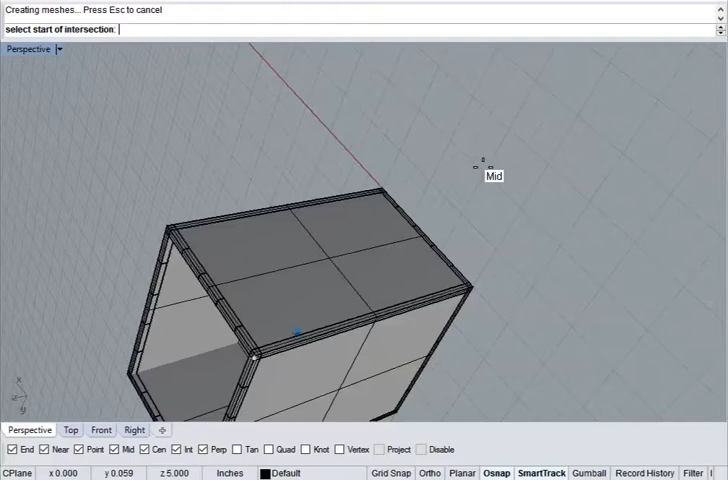 Creating meshes... Press Esc to cancel
select start of intersection:
Perspective
Mid
x
z
y
Perspective Top Front Right
End Near Point Mid Cen Int Perp Tan Quad Knot Vertex Project Disable
CPlane x 0.000 y 0.059 z 5.000 Inches Default Grid Snap Ortho Planar Osnap SmartTrack Gumball Record History Filter